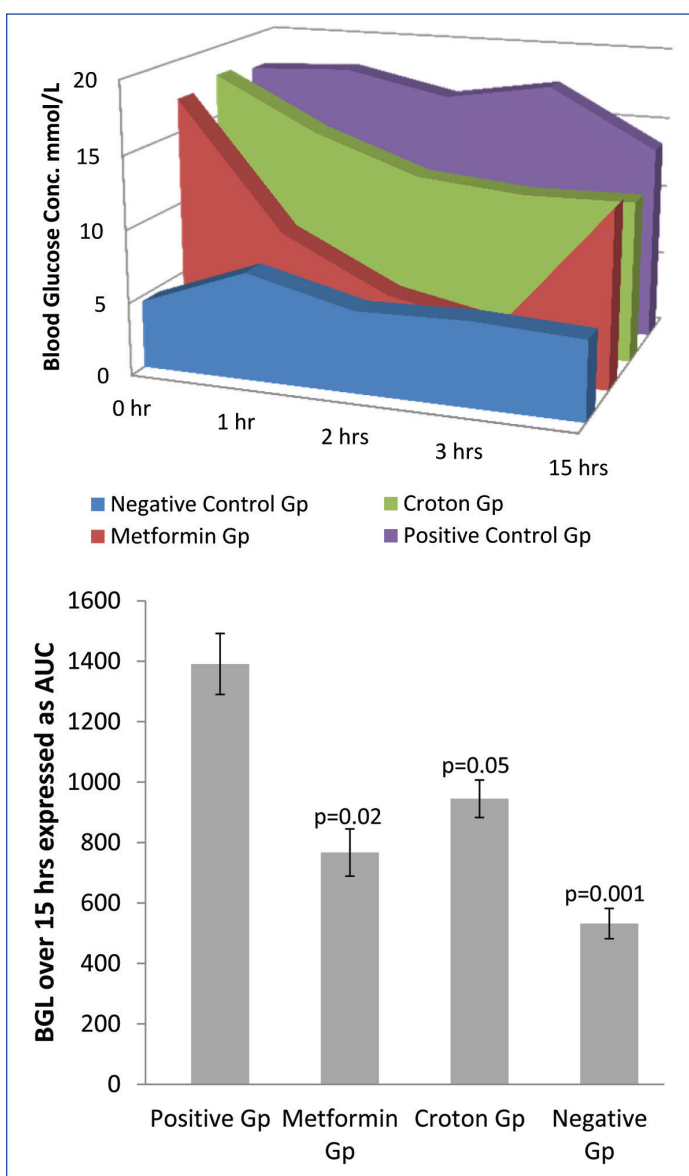 Blood Glucose Conc. mmol/L
20
15
10
5
0
0 hr
1 hr
2 hrs
3 hrs
15 hrs
Negative Control Gp
Croton Gp
Metformin Gp
Positive Control Gp
BGL over 15 hrs expressed as AUC
1600
1400
1200
1000
800
600
400
200
0
p=0.02
p=0.05
p=0.001
Positive Gp
Metformin
Gp
Croton Gp
Negative
Gp